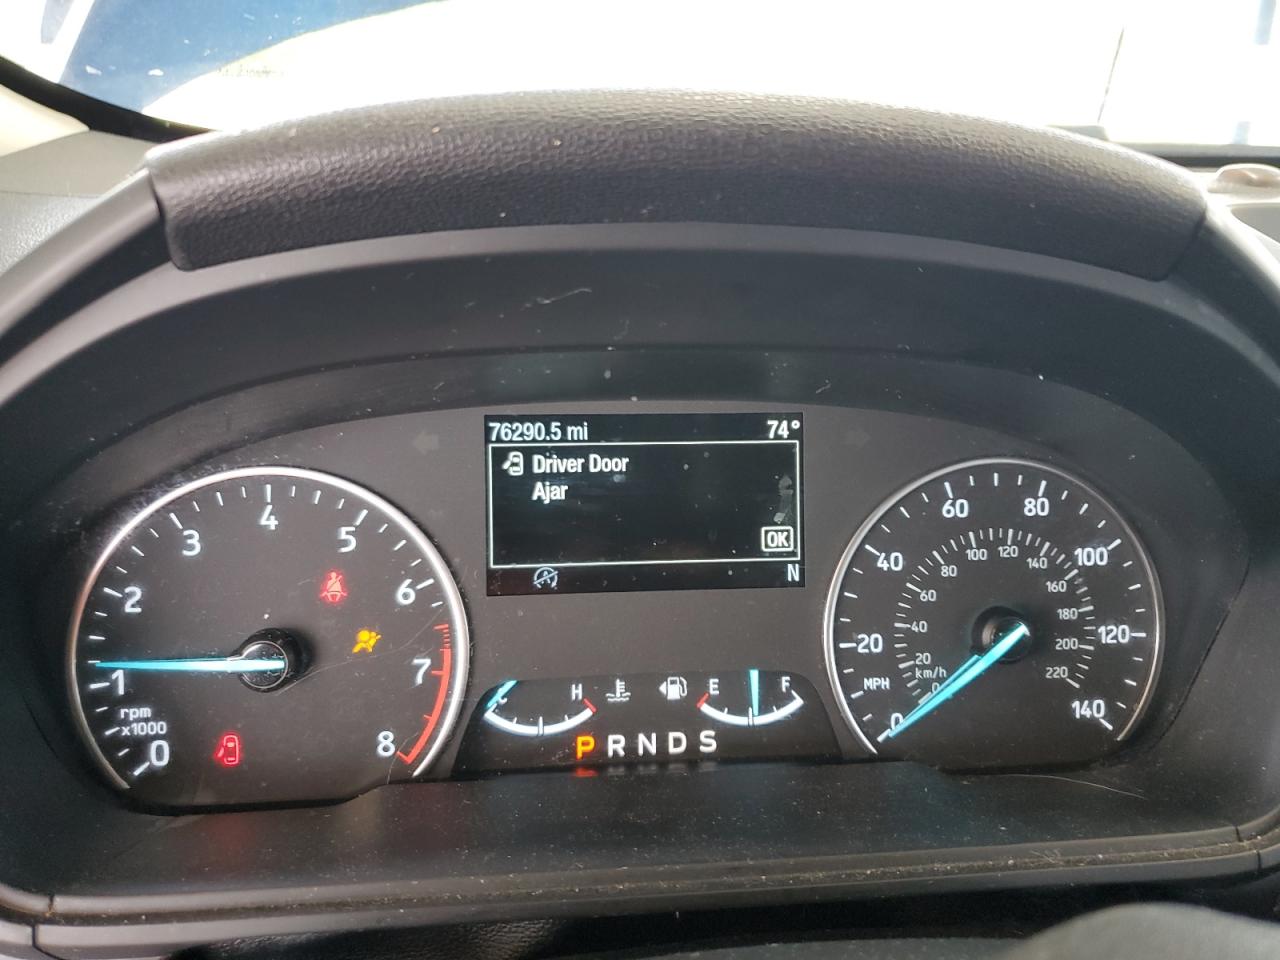 76290.5 mi 74°
Driver Door
Ajar
OK
N
0 1 2 3 4 5 6 7 8
rpm
x1000
C H
E F
P R N D S
0 20 40 60 80 100 120 140
MPH
0 20 40 60 80 100 120 140 160 180 200 220
km/h